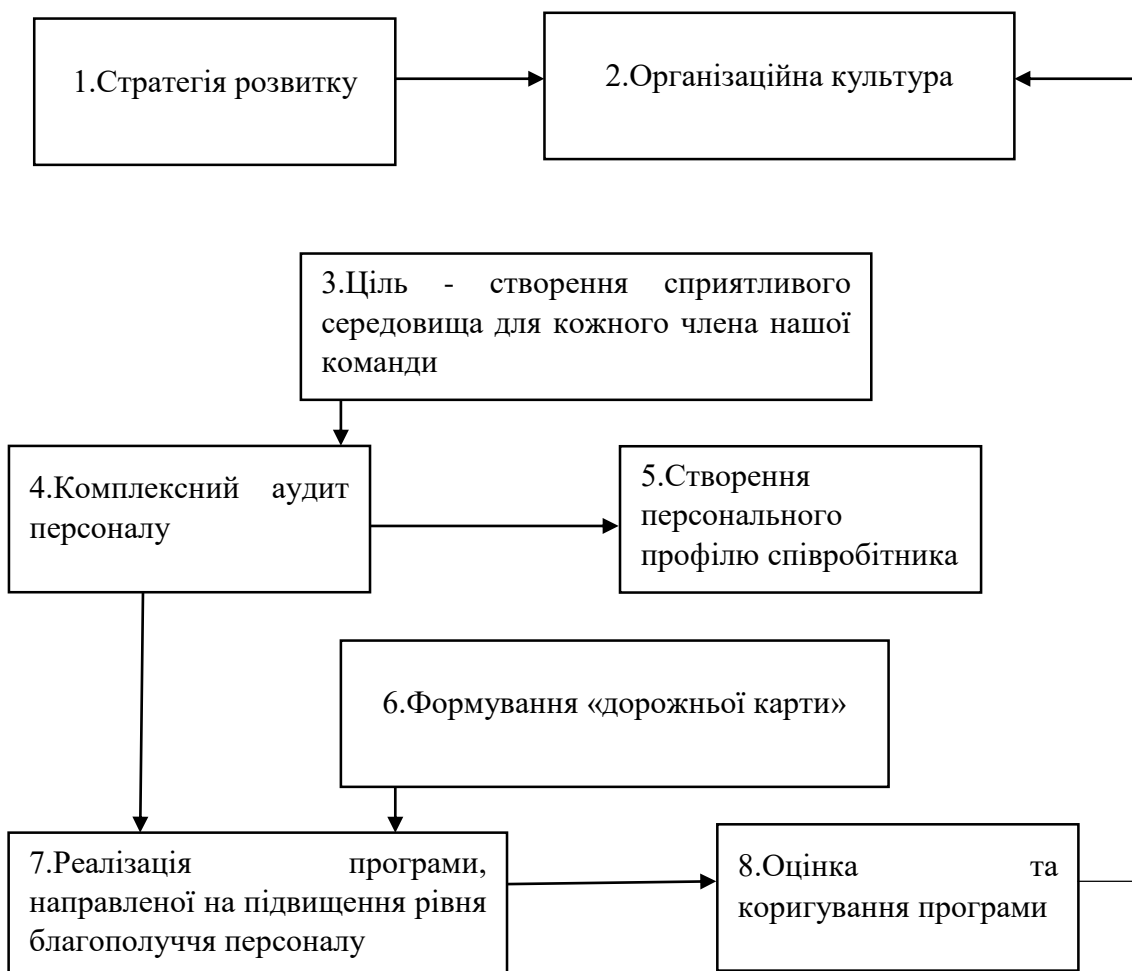 1.Стратегія розвитку
2.Організаційна культура
3.Ціль - створення сприятливого
середовища для кожного члена нашої
команди
4.Комплексний аудит
персоналу
5.Створення
персонального
профілю співробітника
6.Формування «дорожньої карти»
7.Реалізація програми,
направленої на підвищення рівня
благополуччя персоналу
8.Оцінка та
коригування програми